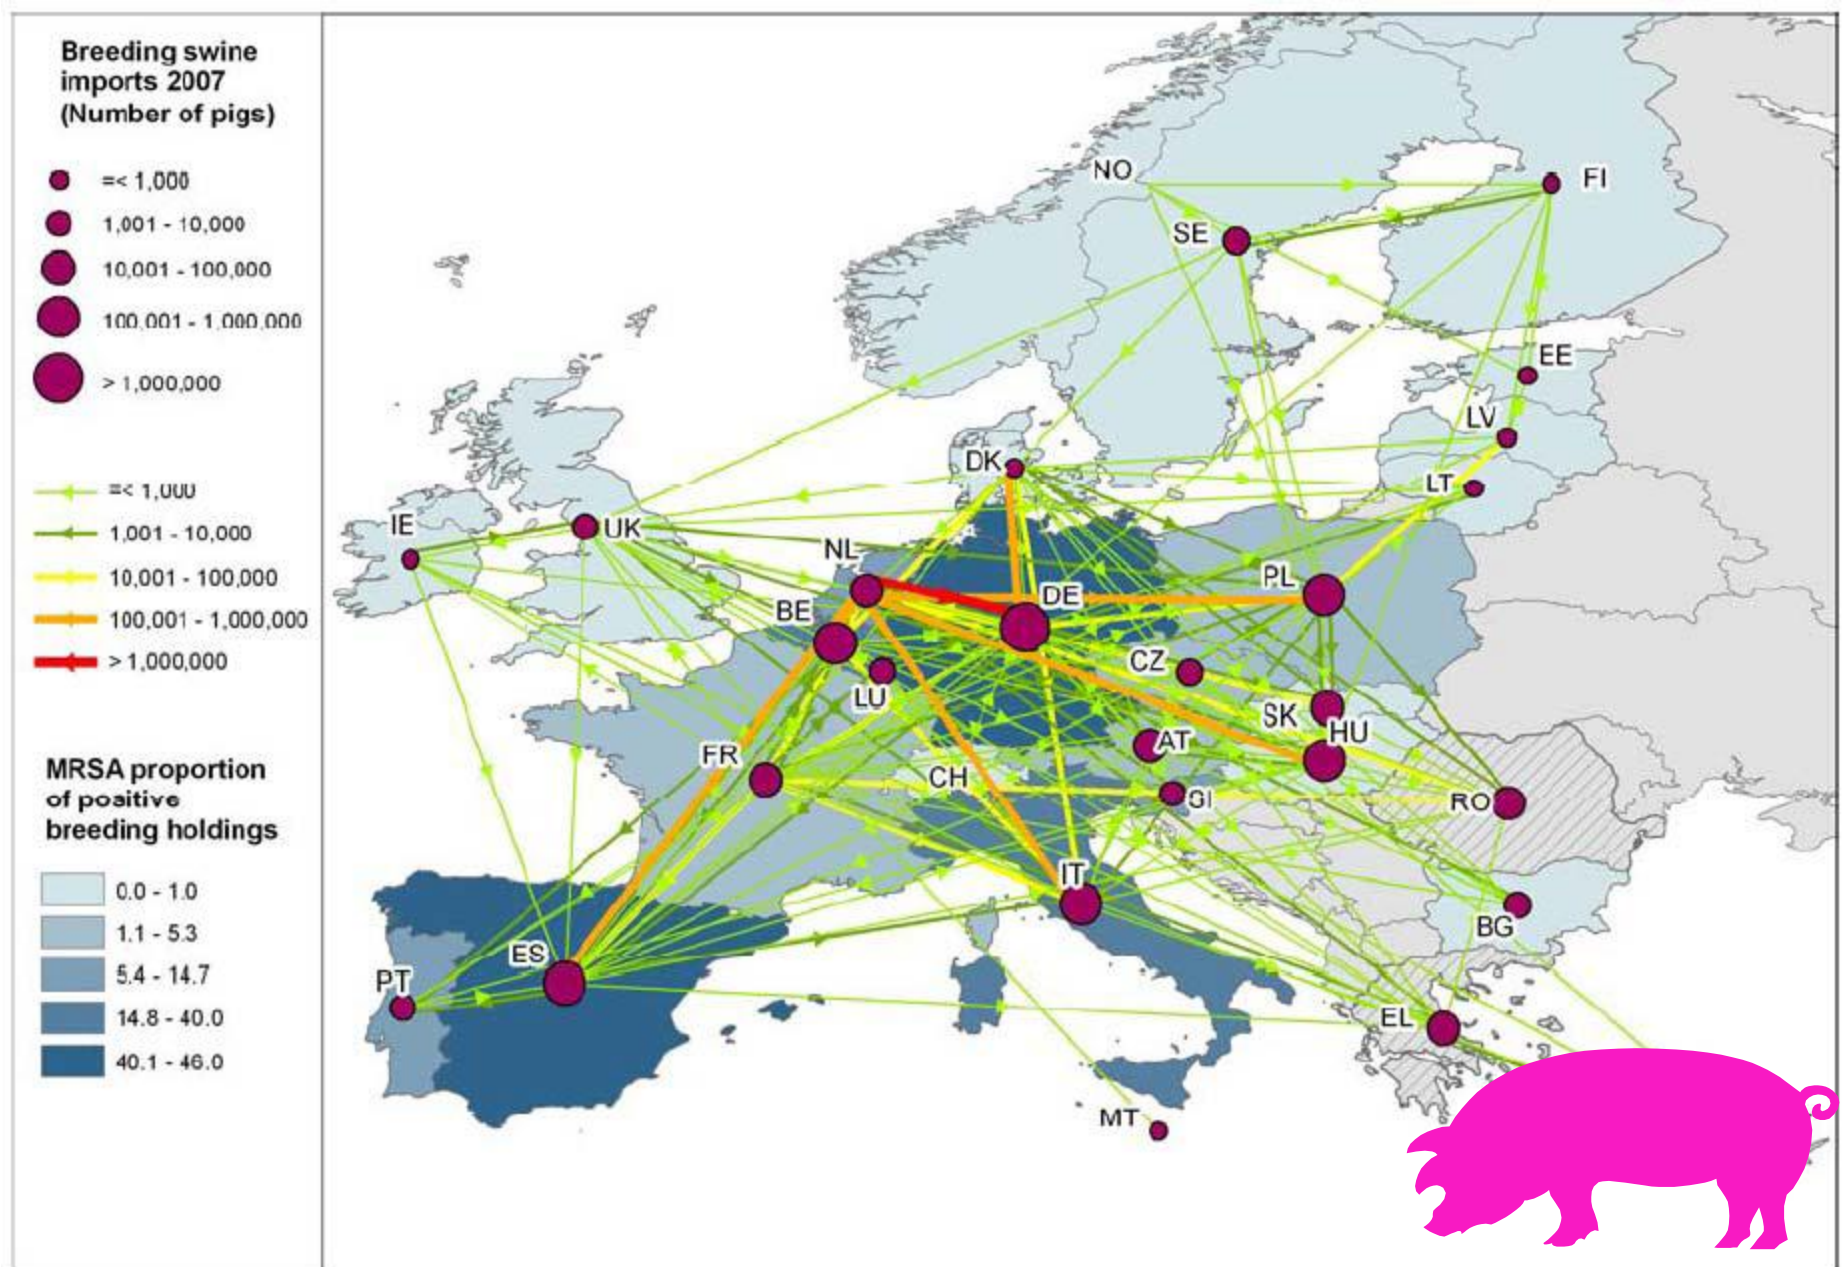 Breeding swine
imports 2007
(Number of pigs)
=< 1,000
1,001 - 10,000
10,001 - 100,000
100,001 - 1,000,000
> 1,000,000
=< 1,000
1,001 - 10,000
10,001 - 100,000
100,001 - 1,000,000
> 1,000,000
MRSA proportion
of positive
breeding holdings
0.0 - 1.0
1.1 - 5.3
5.4 - 14.7
14.8 - 40.0
40.1 - 46.0
NO
FI
SE
EE
LV
DK
LT
IE
UK
NL
PL
DE
BE
CZ
LU
SK
HU
AT
FR
CH
GI
RO
IT
BG
ES
PT
EL
MT